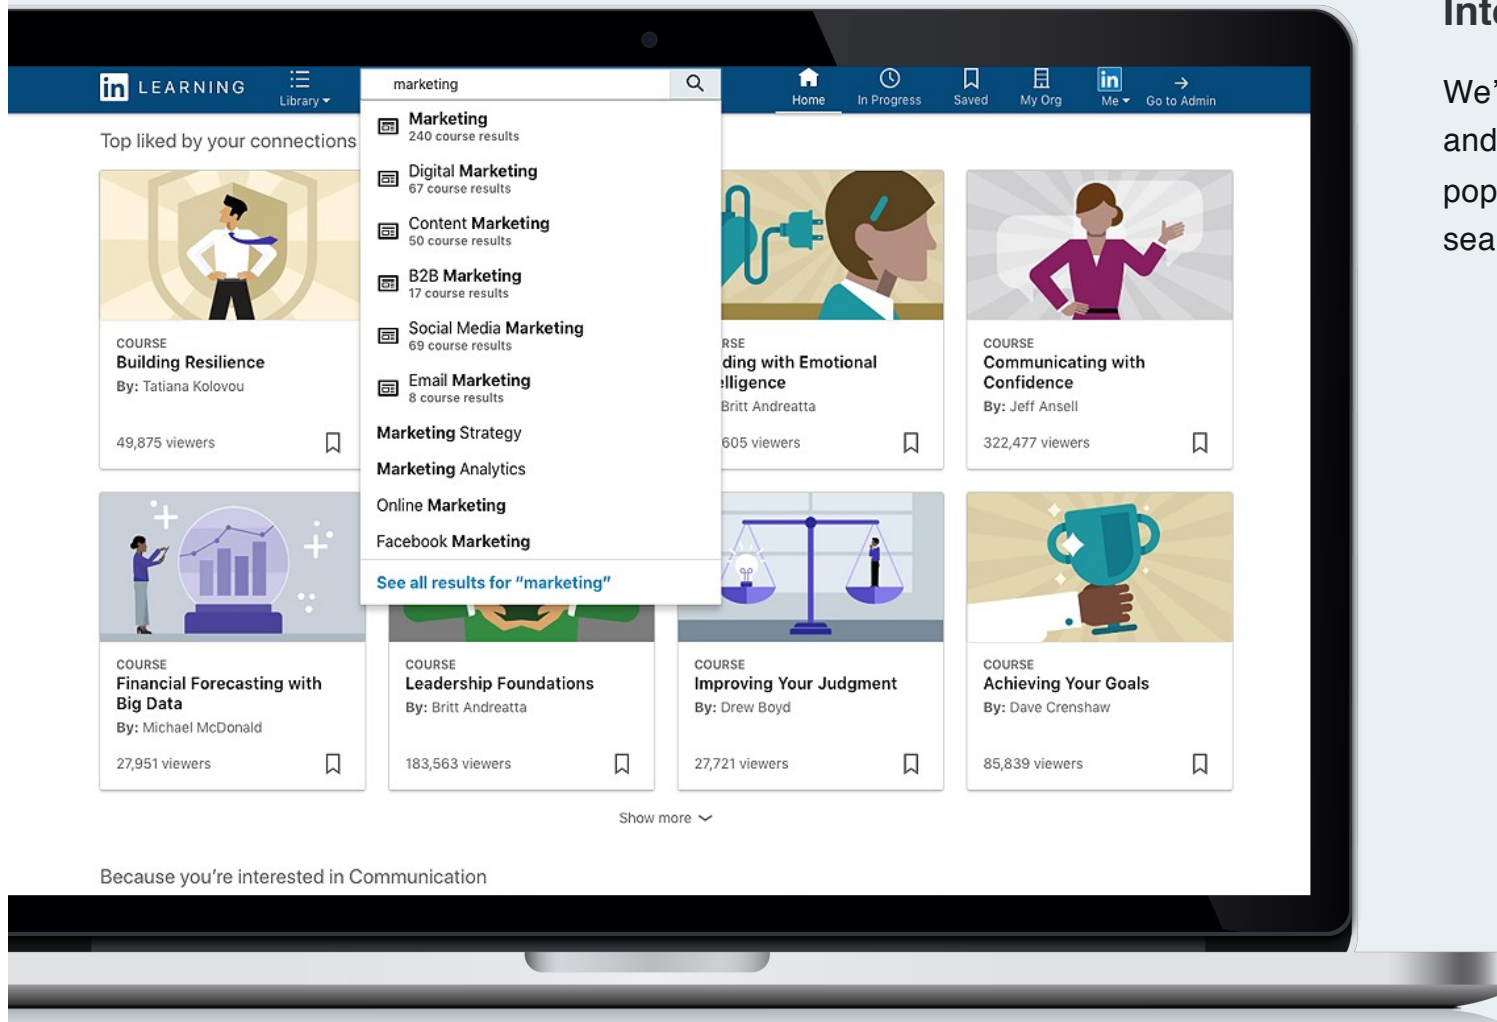 in LEARNING
Library
marketing
Home
In Progress
Saved
My Org
in
Me
Go to Admin
Top liked by your connections
Marketing
240 course results
Digital Marketing
67 course results
Content Marketing
50 course results
B2B Marketing
17 course results
Social Media Marketing
69 course results
Email Marketing
8 course results
Marketing Strategy
Marketing Analytics
Online Marketing
Facebook Marketing
See all results for “marketing”
COURSE
Building Resilience
By: Tatiana Kolovou
49,875 viewers
with Emotional
Britt Andreatta
605 viewers
COURSE
Communicating with
Confidence
By: Jeff Ansell
322,477 viewers
COURSE
Financial Forecasting with
Big Data
By: Michael McDonald
27,951 viewers
COURSE
Leadership Foundations
By: Britt Andreatta
183,563 viewers
COURSE
Improving Your Judgment
By: Drew Boyd
27,721 viewers
COURSE
Achieving Your Goals
By: Dave Crenshaw
85,839 viewers
Show more
Because you’re interested in Communication
We’
and